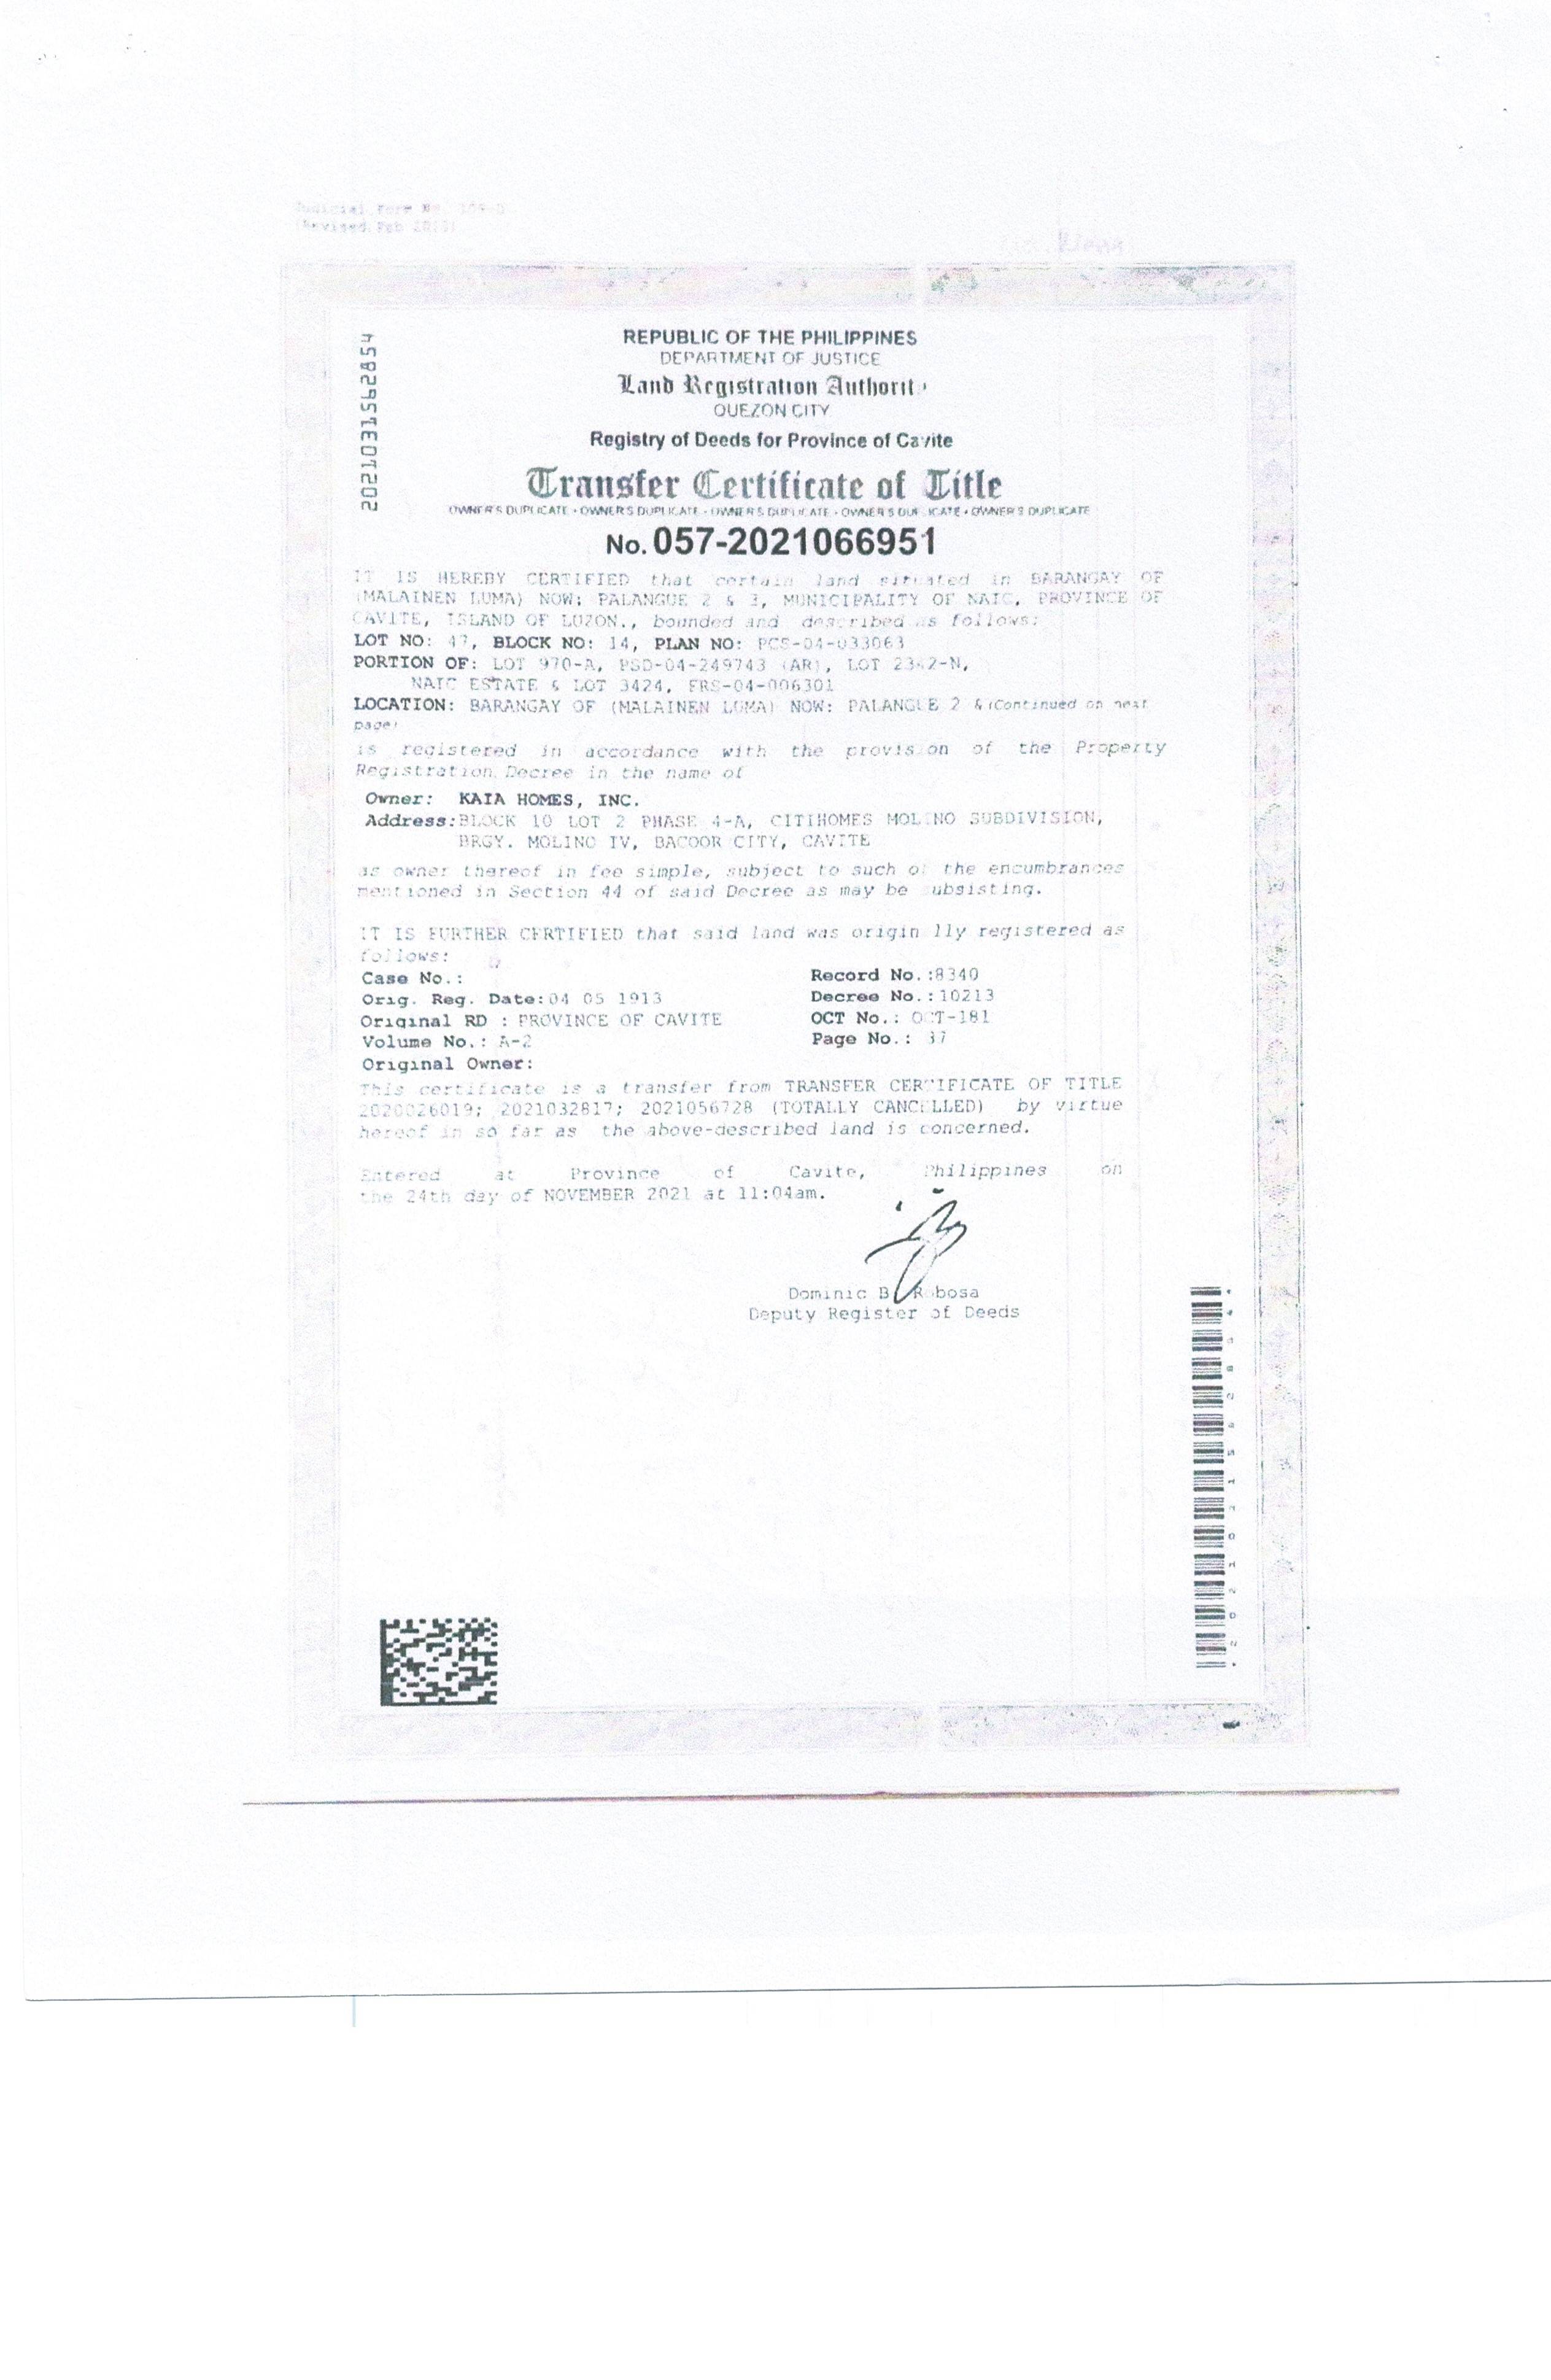 Judicial Form No.
(Revised Feb
2021031562854
REPUBLIC OF THE PHILIPPINES
DEPARTMENT OF JUSTICE
Land Registration Authorit
QUEZON CITY
Registry of Deeds for Province of Cavite
Transfer Certificate of Title
OWNER'S DUPLICATE • OWNER'S DUPLICATE • OWNER'S DUPLICATE • OWNER'S DUPLICATE • OWNER'S DUPLICATE
No. 057-2021066951
IT IS HEREBY CERTIFIED that certain land situated in BARANGAY OF
(MALAINEN LUMA) NOW: PALANGUE 2 & 3, MUNICIPALITY OF NAIC, PROVINCE OF
CAVITE, ISLAND OF LUZON., bounded and described as follows:
LOT NO: 47, BLOCK NO: 14, PLAN NO: PCS-04-033063
PORTION OF: LOT 970-A, PSD-04-249743 (AR), LOT 2342-N,
NAIC ESTATE & LOT 3424, FRS-04-006301
LOCATION: BARANGAY OF (MALAINEN LUMA) NOW: PALANGUE 2 & (Continued on next
page)
is registered in accordance with the provision of the Property
Registration Decree in the name of
Owner: KAIA HOMES, INC.
Address: BLOCK 10 LOT 2 PHASE 4-A, CITIHOMES MOLINO SUBDIVISION,
BRGY. MOLINO IV, BACOOR CITY, CAVITE
as owner thereof in fee simple, subject to such of the encumbrances
mentioned in Section 44 of said Decree as may be ubsisting.
IT IS FURTHER CERTIFIED that said land was origin lly registered as
follows:
Case No.: Record No.:8340
Orig. Reg. Date:04 05 1913 Decree No.:10213
Original RD : PROVINCE OF CAVITE OCT No.: OCT-181
Volume No.: A-2 Page No.: 37
Original Owner:
This certificate is a transfer from TRANSFER CERTIFICATE OF TITLE
2020026019; 2021032817; 2021056728 (TOTALLY CANCELLED) by virtue
hereof in so far as the above-described land is concerned.
Entered at Province of Cavite, Philippines on
the 24th day of NOVEMBER 2021 at 11:04am.
Dominic B. Robosa
Deputy Register of Deeds